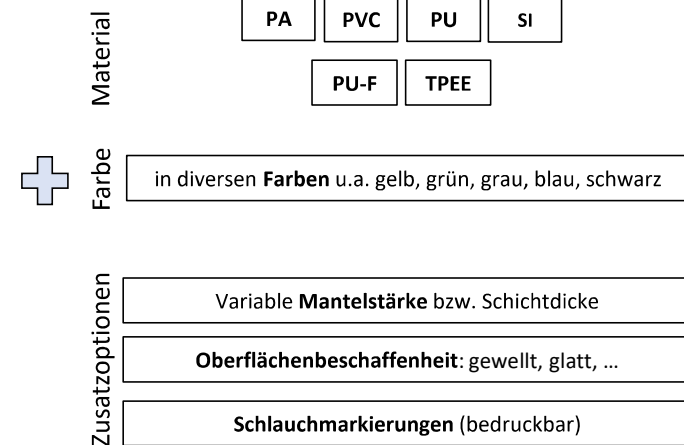 Material
PA PVC PU SI
PU-F TPEE
Farbe
in diversen Farben u.a. gelb, grün, grau, blau, schwarz
Zusatzoptionen
Variable Mantelstärke bzw. Schichtdicke
Oberflächenbeschaffenheit: gewellt, glatt, ...
Schlauchmarkierungen (bedruckbar)